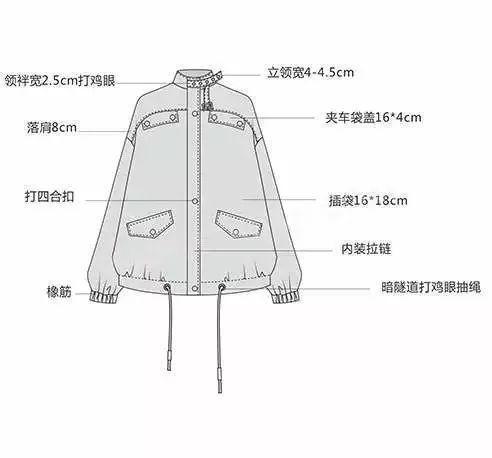 立领宽4-4.5cm
领袢宽2.5cm打鸡眼
夹车袋盖16*4cm
落肩8cm
打四合扣
插袋16*18cm
内装拉链
橡筋
暗隧道打鸡眼抽绳